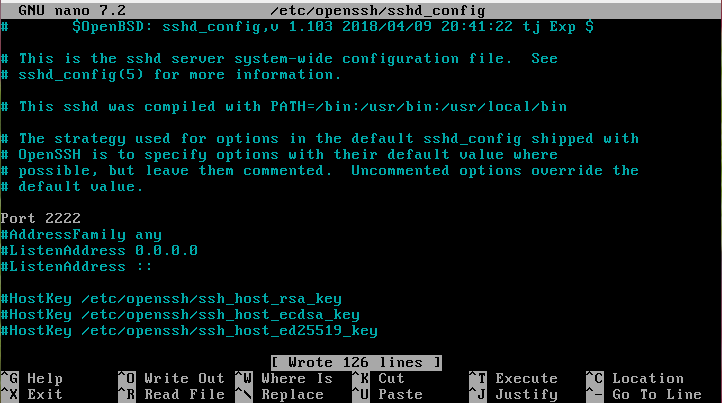 GNU nano 7.2 /etc/openssh/sshd_config
# $OpenBSD: sshd_config,v 1.103 2018/04/09 20:41:22 tj Exp $
# This is the sshd server system-wide configuration file. See
# sshd_config(5) for more information.
# This sshd was compiled with PATH=/bin:/usr/bin:/usr/local/bin
# The strategy used for options in the default sshd_config shipped with
# OpenSSH is to specify options with their default value where
# possible, but leave them commented. Uncommented options override the
# default value.
Port 2222
#AddressFamily any
#ListenAddress 0.0.0.0
#ListenAddress ::
#HostKey /etc/openssh/ssh_host_rsa_key
#HostKey /etc/openssh/ssh_host_ecdsa_key
#HostKey /etc/openssh/ssh_host_ed25519_key
[ Wrote 126 lines ]
^G Help ^O Write Out ^W Where Is ^K Cut ^T Execute ^C Location
^X Exit ^R Read File ^\ Replace ^U Paste ^J Justify ^- Go To Line